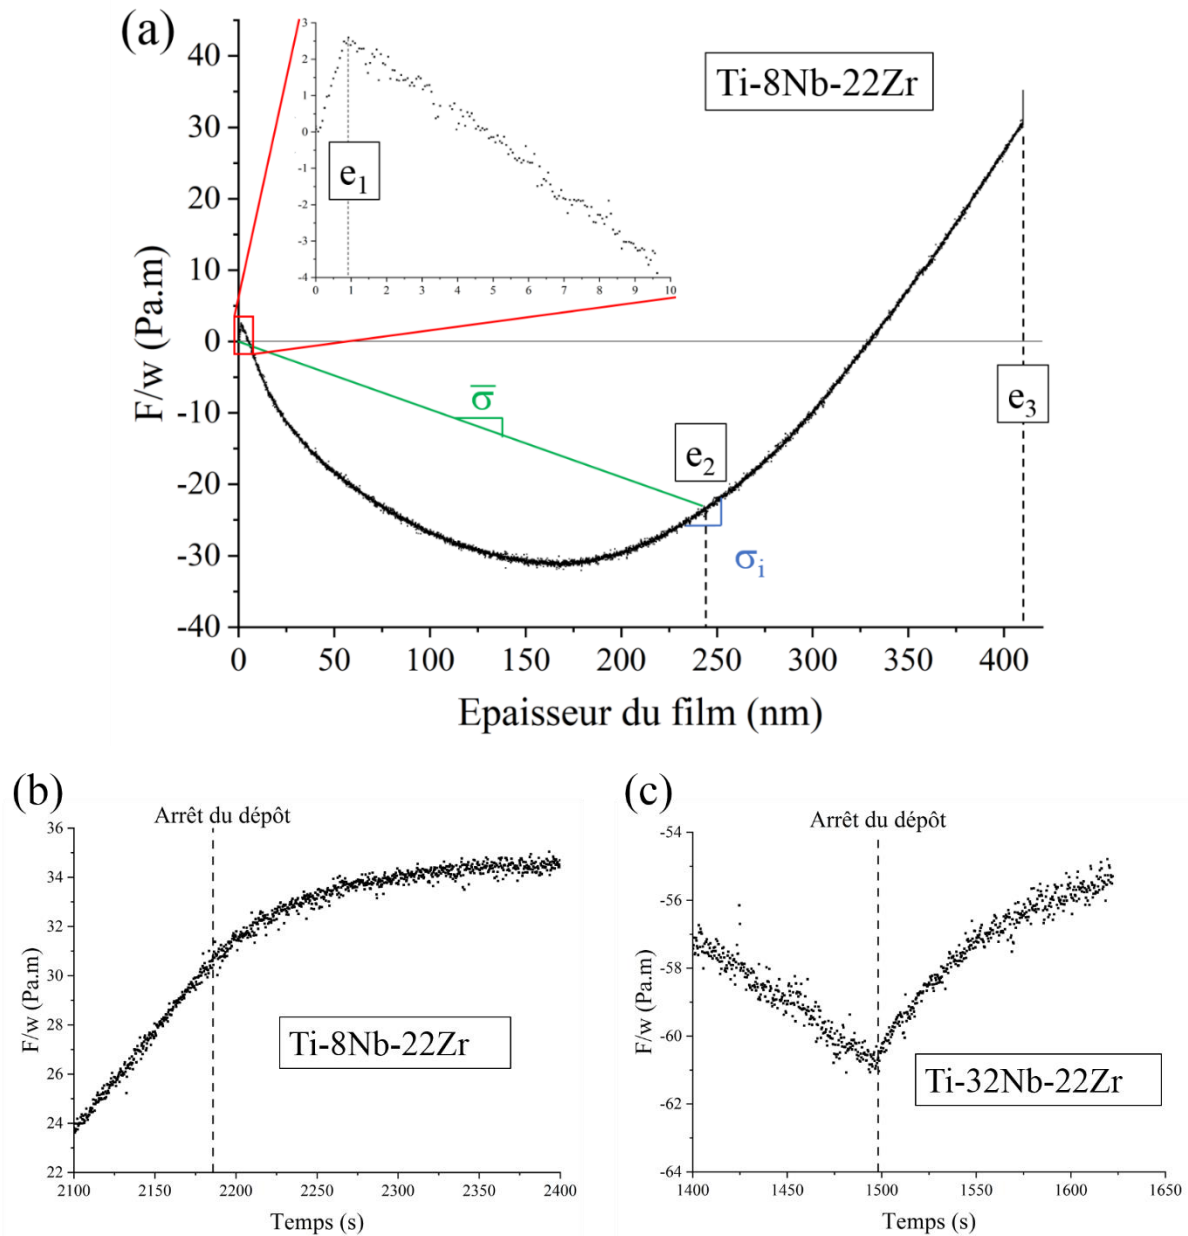 (a)
Ti-8Nb-22Zr
F/w (Pa.m)
40
30
20
10
0
-10
-20
-30
-40
3
2
1
0
-1
-2
-3
-4
0 1 2 3 4 5 6 7 8 9 10
e1
σ̅
e2
σi
e3
0 50 100 150 200 250 300 350 400
Epaisseur du film (nm)
(b)
Arrêt du dépôt
F/w (Pa.m)
36
34
32
30
28
26
24
22
Ti-8Nb-22Zr
2100 2150 2200 2250 2300 2350 2400
Temps (s)
(c)
Arrêt du dépôt
F/w (Pa.m)
-54
-56
-58
-60
-62
-64
Ti-32Nb-22Zr
1400 1450 1500 1550 1600 1650
Temps (s)